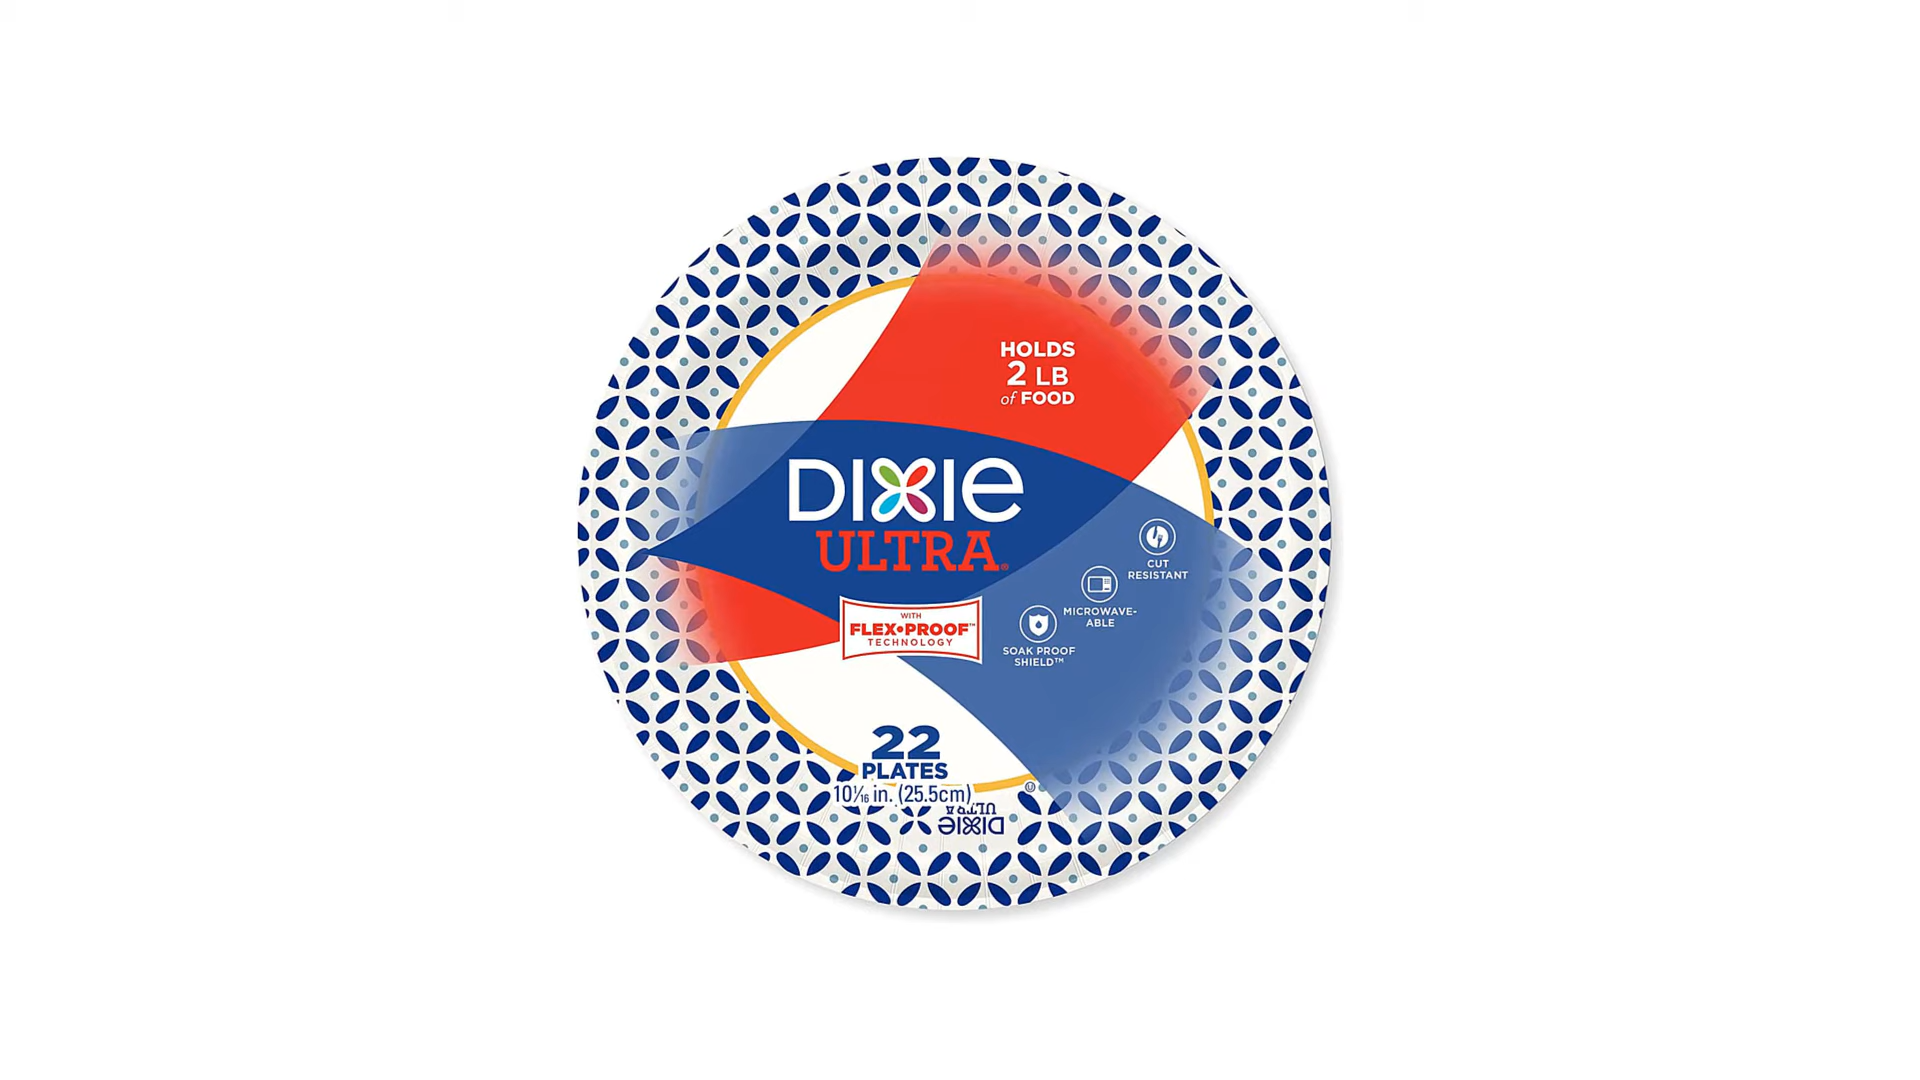 HOLDS
2 LB
of FOOD
DIXIE
ULTRA®
WITH
FLEX•PROOF™
TECHNOLOGY
CUT
RESISTANT
MICROWAVE-
ABLE
SOAK PROOF
SHIELD™
22
PLATES
10 1/16 in. (25.5cm)
U
DIXIE
ULTRA